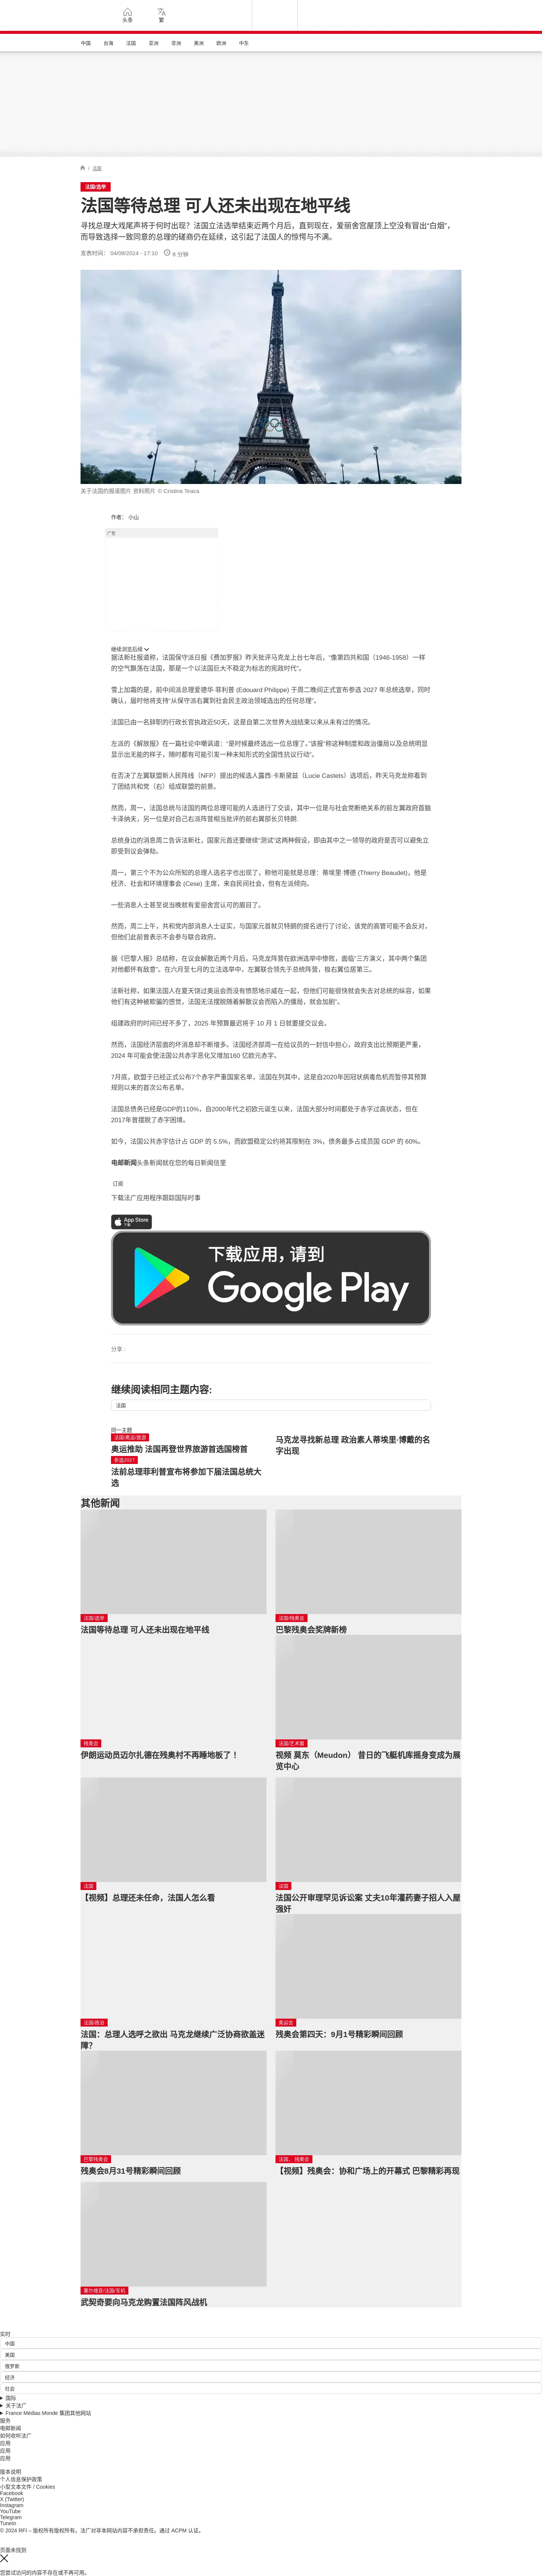 头条
繁
中国
台海
法国
亚洲
非洲
美洲
欧洲
中东
法国
法国/选举
法国等待总理 可人还未出现在地平线
寻找总理大戏尾声将于何时出现？法国立法选举结束近两个月后，直到现在，爱丽舍宫屋顶上空没有冒出“白烟”，
而导致选择一致同意的总理的磋商仍在延续，这引起了法国人的惊愕与不满。
发表时间： 04/09/2024 - 17:10
8 分钟
关于法国的报道图片 资料照片 © Cristina Teaca
作者： 小山
广告
继续浏览后续
据法新社报道称，法国保守派日报《费加罗报》昨天批评马克龙上台七年后，“像第四共和国（1946-1958）一样
的空气飘荡在法国，那是一个以法国巨大不稳定为标志的宪政时代”。
雪上加霜的是，前中间派总理爱德华·菲利普 (Edouard Philippe) 于周二晚间正式宣布参选 2027 年总统选举，同时
确认，届时他将支持“从保守派右翼到社会民主政治领域选出的任何总理”。
法国已由一名辞职的行政长官执政近50天，这是自第二次世界大战结束以来从未有过的情况。
左派的《解放报》在一篇社论中嘲讽道：“是时候最终选出一位总理了。”该报“称这种制度和政治僵局以及总统明显
显示出无能的样子，随时都有可能引发一种未知形式的全国性抗议行动”。
在否决了左翼联盟新人民阵线（NFP）提出的候选人露西·卡斯黛兹（Lucie Castets）选项后，昨天马克龙称看到
了团结共和党（右）组成联盟的前景。
然而，周一，法国总统与法国的两位总理可能的人选进行了交谈，其中一位是与社会党断绝关系的前左翼政府首脑
卡泽纳夫，另一位是对自己右派阵营相当批评的前右翼部长贝特朗.
总统身边的消息周二告诉法新社，国家元首还要继续“测试”这两种假设，即由其中之一领导的政府是否可以避免立
即受到议会弹劾。
周一，第三个不为公众所知的总理人选名字也出现了，称他可能就是总理：蒂埃里·博德 (Thierry Beaudet)，他是
经济、社会和环境理事会 (Cese) 主席，来自民间社会，但有左派倾向。
一些消息人士甚至说当晚就有爱丽舍宫认可的眉目了。
然而，周二上午，共和党内部消息人士证实，与国家元首就贝特朗的提名进行了讨论，该党的高管可能不会反对，
但他们此前曾表示不会参与联合政府。
据《巴黎人报》总结称，在议会解散近两个月后，马克龙阵营在欧洲选举中惨败，面临“三方演义，其中两个集团
对他都怀有敌意”。在六月至七月的立法选举中，左翼联合领先于总统阵营，极右翼位居第三。
法新社称，如果法国人在夏天饶过奥运会而没有愤怒地示威在一起，但他们可能很快就会失去对总统的纵容，如果
他们有这种被欺骗的感觉，法国无法摆脱随着解散议会而陷入的僵局，就会加剧”。
组建政府的时间已经不多了，2025 年预算最迟将于 10 月 1 日就要提交议会。
然而，法国经济层面的坏消息却不断增多。法国经济部周一在给议员的一封信中担心，政府支出比预期更严重，
2024 年可能会使法国公共赤字恶化又增加160 亿欧元赤字。
7月底，欧盟于已经正式公布7个赤字严重国家名单，法国在列其中，这是自2020年因冠状病毒危机而暂停其预算
规则以来的首次公布名单。
法国总债务已经是GDP的110%，自2000年代之初欧元诞生以来，法国大部分时间都处于赤字过高状态，但在
2017年曾摆脱了赤字困境。
如今，法国公共赤字估计占 GDP 的 5.5%，而欧盟稳定公约将其限制在 3%，债务最多占成员国 GDP 的 60%。
电邮新闻头条新闻就在您的每日新闻信里
订阅
下载法广应用程序跟踪国际时事
App Store
下载
下载应用，请到
Google Play
分享 :
继续阅读相同主题内容:
法国
同一主题
法国/奥运/旅游
奥运推助 法国再登世界旅游首选国榜首
马克龙寻找新总理 政治素人蒂埃里·博戴的名
字出现
参选2027
法前总理菲利普宣布将参加下届法国总统大
选
其他新闻
法国/选举
法国等待总理 可人还未出现在地平线
法国/残奥运
巴黎残奥会奖牌新榜
残奥会
伊朗运动员迈尔扎德在残奥村不再睡地板了 ！
法国/艺术展
视频 莫东（Meudon） 昔日的飞艇机库摇身变成为展
览中心
法国
【视频】总理还未任命，法国人怎么看
法国
法国公开审理罕见诉讼案 丈夫10年灌药妻子招人入屋
强奸
法国/政治
法国：总理人选呼之欲出 马克龙继续广泛协商欲盖迷
障？
奥运会
残奥会第四天：9月1号精彩瞬间回顾
巴黎残奥会
残奥会8月31号精彩瞬间回顾
法国， 残奥会
【视频】残奥会：协和广场上的开幕式 巴黎精彩再现
塞尔维亚/法国/军机
武契奇要向马克龙购置法国阵风战机
实时
中国
美国
俄罗斯
经济
社会
国际
关于法广
France Médias Monde 集团其他网站
服务
电邮新闻
如何收听法广
应用
应用
应用
版本说明
个人信息保护政策
小型文本文件 / Cookies
Facebook
X (Twitter)
Instagram
YouTube
Telegram
TuneIn
© 2024 RFI – 版权所有版权所有。法广对非本网站内容不承担责任。通过 ACPM 认证。
页面未找到
您尝试访问的内容不存在或不再可用。